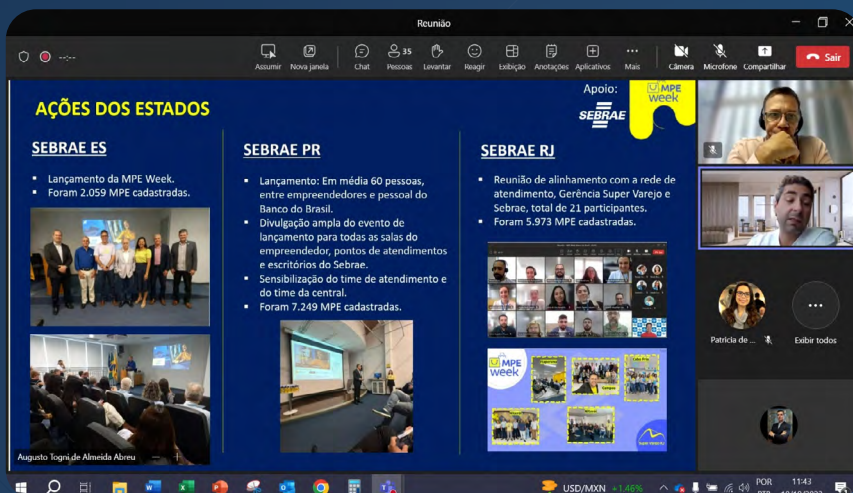 Reunião
--:--
Assumir
Nova janela
Chat
35
Pessoas
Levantar
Reagir
Exibição
Anotações
Aplicativos
Mais
Câmera
Microfone
Compartilhar
Sair
AÇÕES DOS ESTADOS
Apoio:
SEBRAE
MPE
week
SEBRAE ES
▪ Lançamento da MPE Week.
▪ Foram 2.059 MPE cadastradas.
SEBRAE PR
▪ Lançamento: Em média 60 pessoas,
entre empreendedores e pessoal do
Banco do Brasil.
▪ Divulgação ampla do evento de
lançamento para todas as salas do
empreendedor, pontos de atendimentos
e escritórios do Sebrae.
▪ Sensibilização do time de atendimento e
do time da central.
▪ Foram 7.249 MPE cadastradas.
SEBRAE RJ
▪ Reunião de alinhamento com a rede de
atendimento, Gerência Super Varejo e
Sebrae, total de 21 participantes.
▪ Foram 5.973 MPE cadastradas.
MPE
week
Augusto Togni de Almeida Abreu
Patricia de ...
Exibir todos
USD/MXN +1.46%
POR
11:43